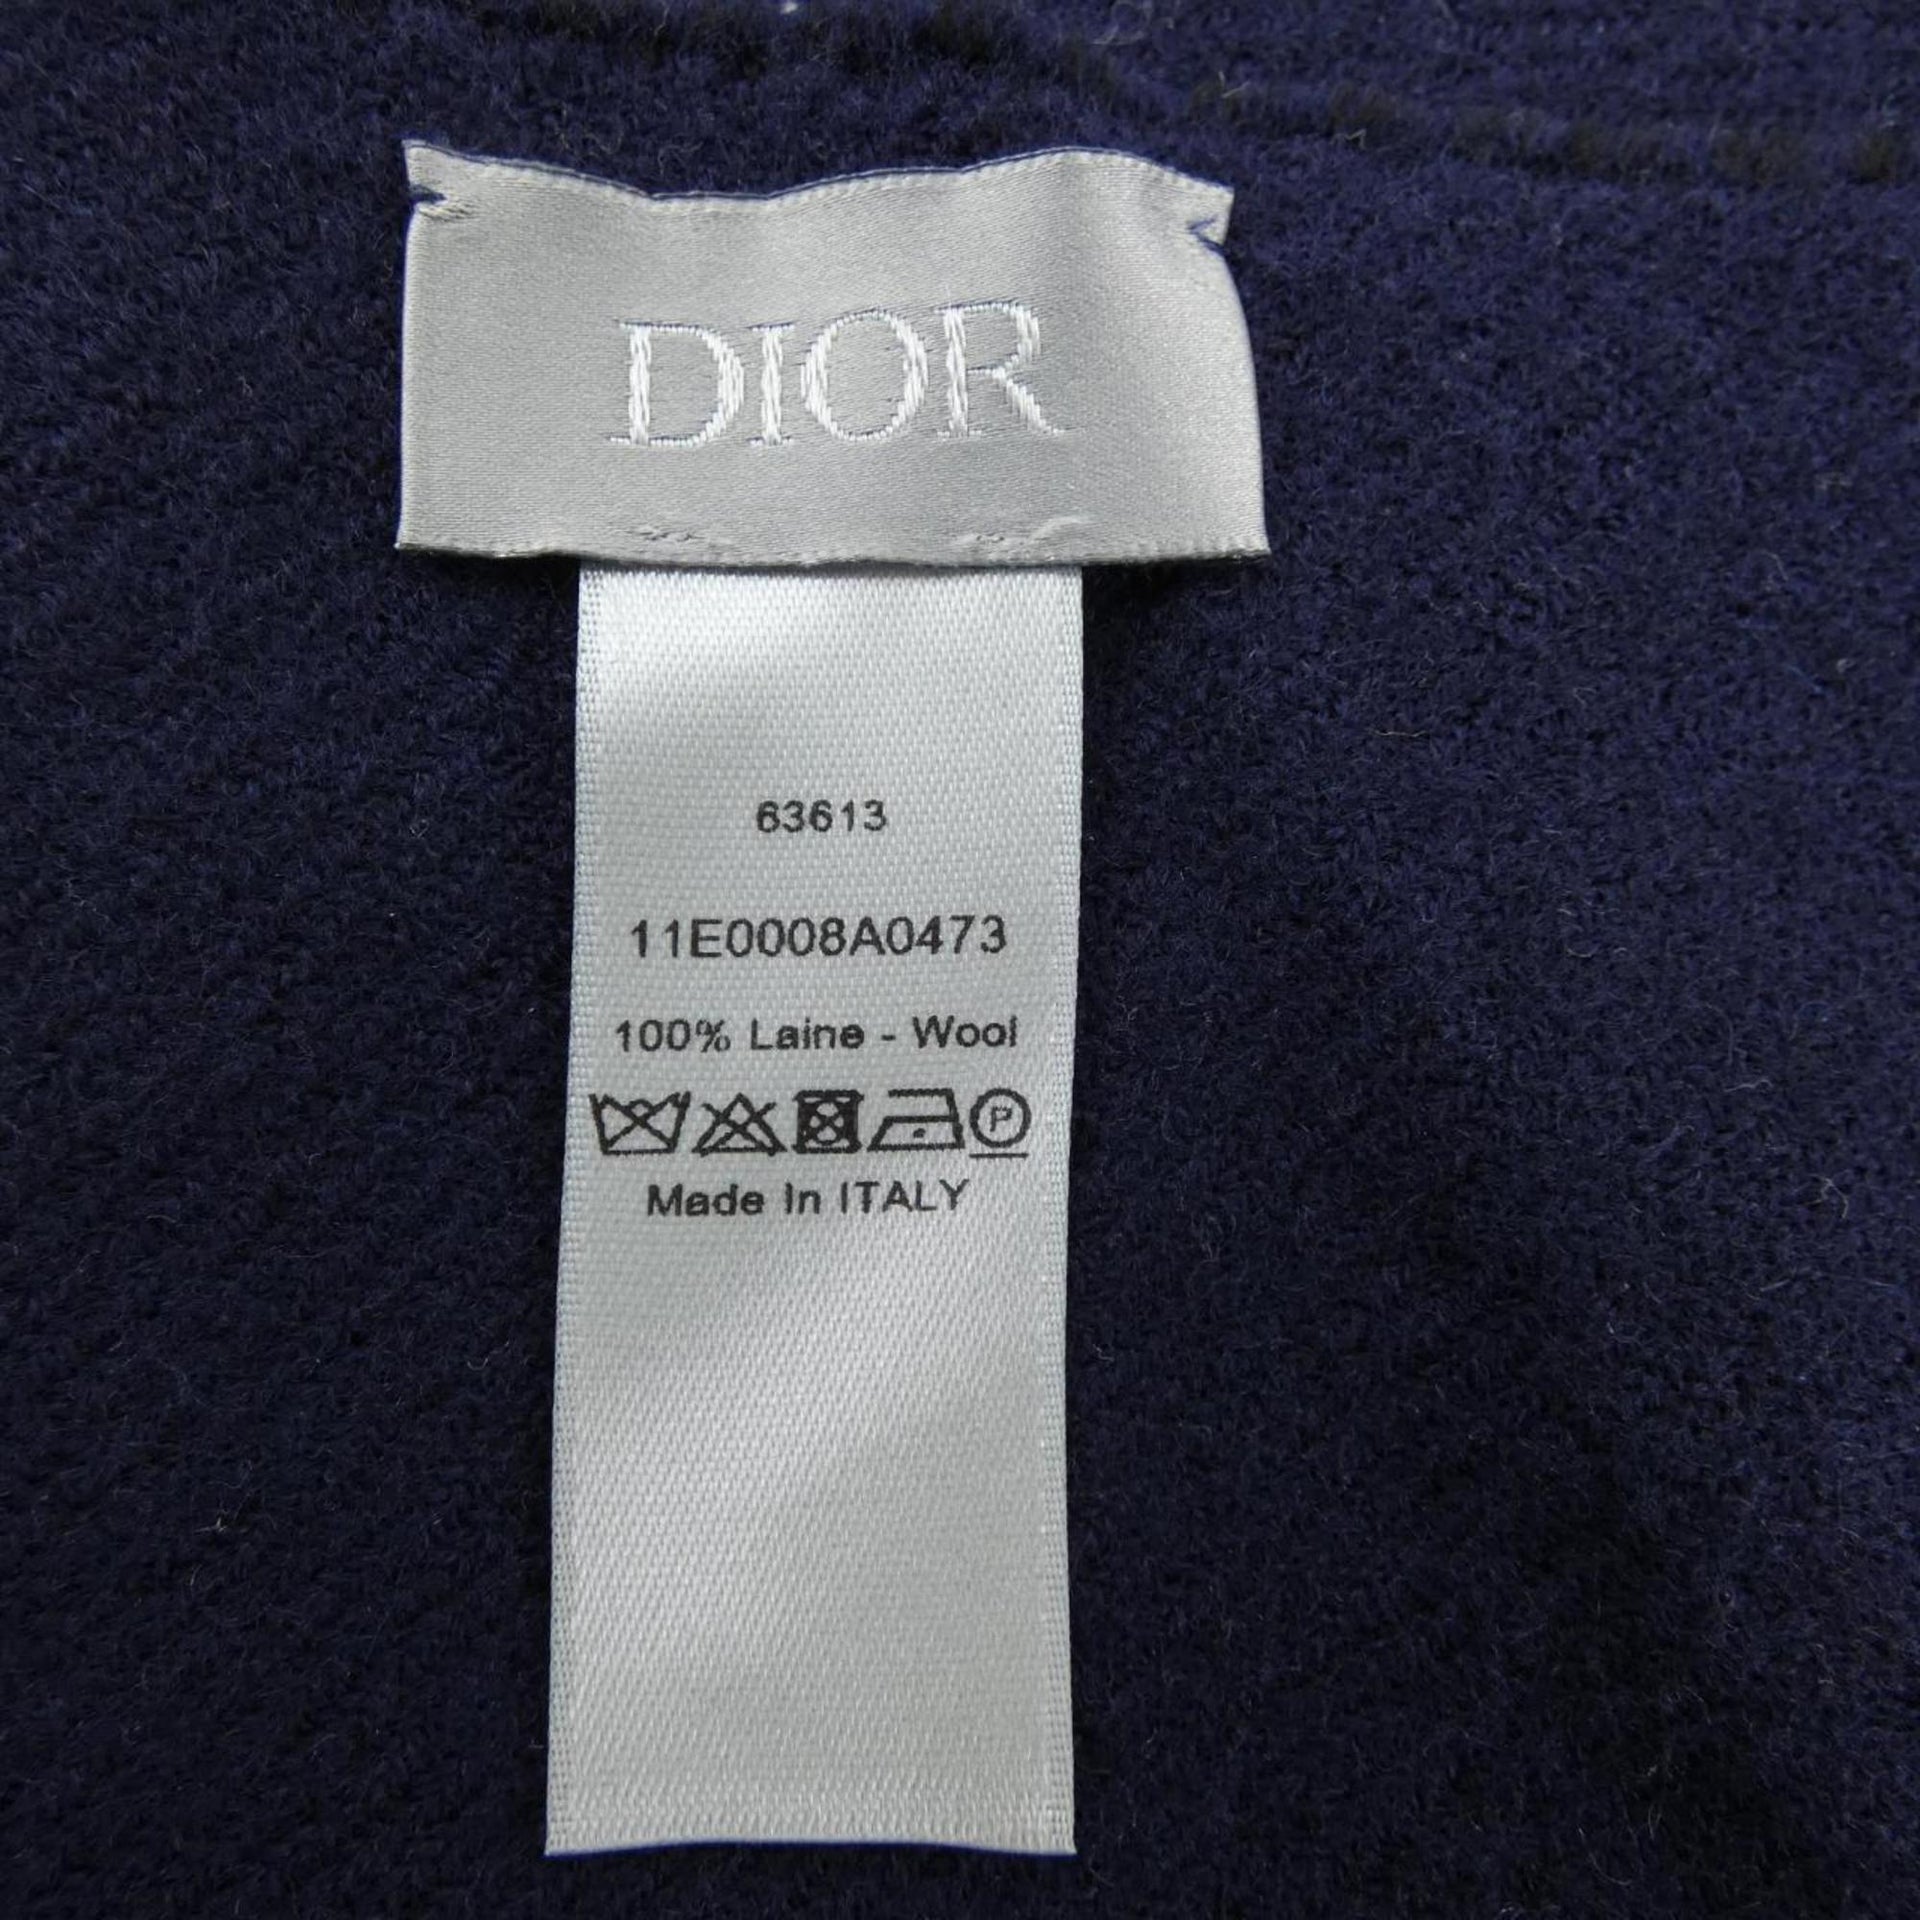 DIOR
63613
11E0008A0473
100% Laine - Wool
P
Made In ITALY